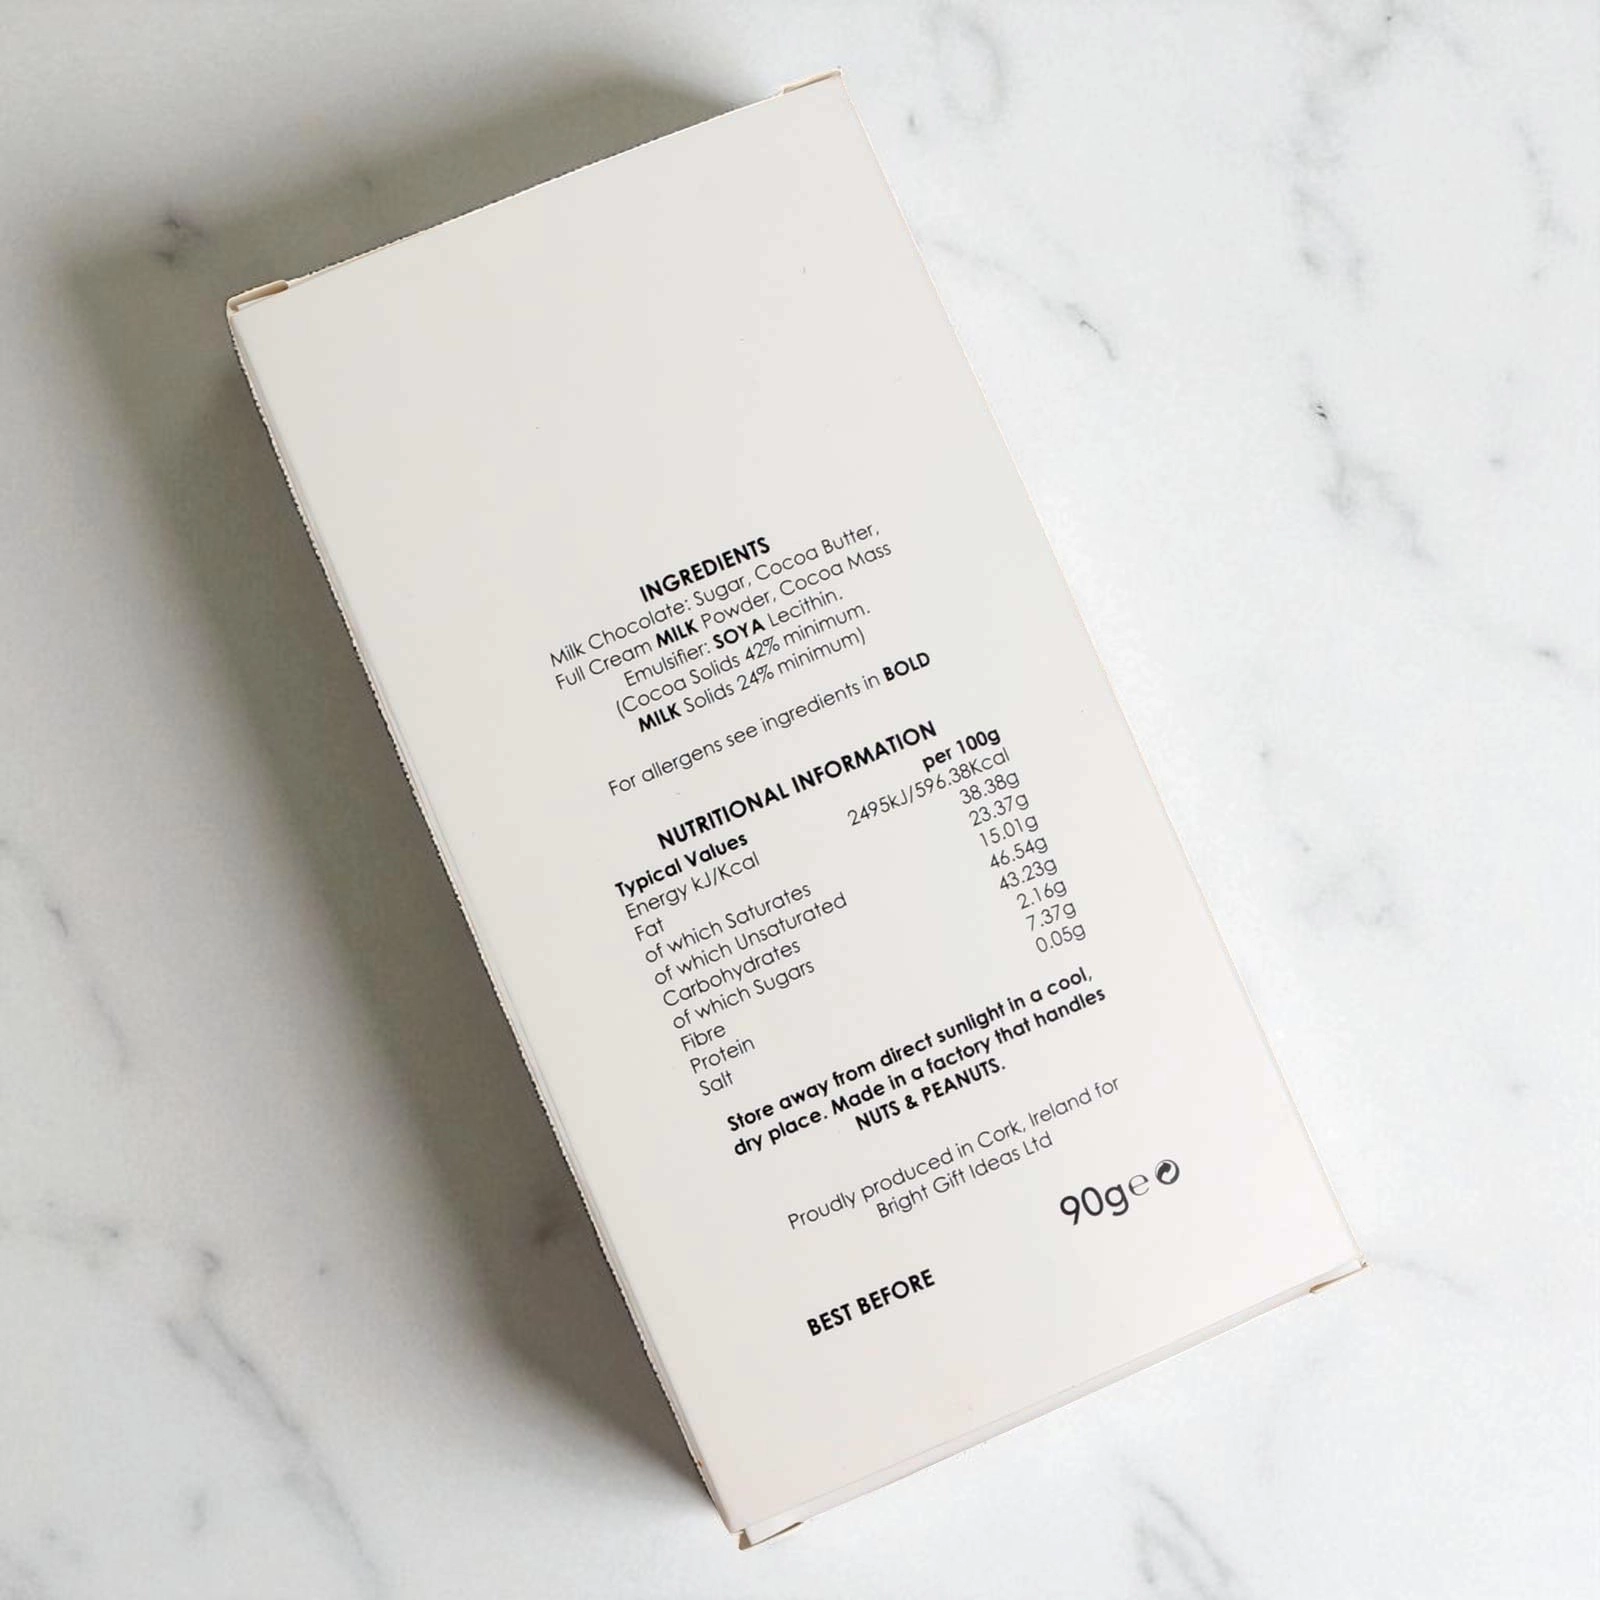 INGREDIENTS
Milk Chocolate: Sugar, Cocoa Butter,
Full Cream MILK Powder, Cocoa Mass
Emulsifier: SOYA Lecithin.
(Cocoa Solids 42% minimum.
MILK Solids 24% minimum)
For allergens see ingredients in BOLD
NUTRITIONAL INFORMATION
Typical Values per 100g
Energy kJ/Kcal 2495kJ/596.38Kcal
Fat 38.38g
of which Saturates 23.37g
of which Unsaturated 15.01g
Carbohydrates 46.54g
of which Sugars 43.23g
Fibre 2.16g
Protein 7.37g
Salt 0.05g
Store away from direct sunlight in a cool,
dry place. Made in a factory that handles
NUTS & PEANUTS.
Proudly produced in Cork, Ireland for
Bright Gift Ideas Ltd
90g℮
BEST BEFORE